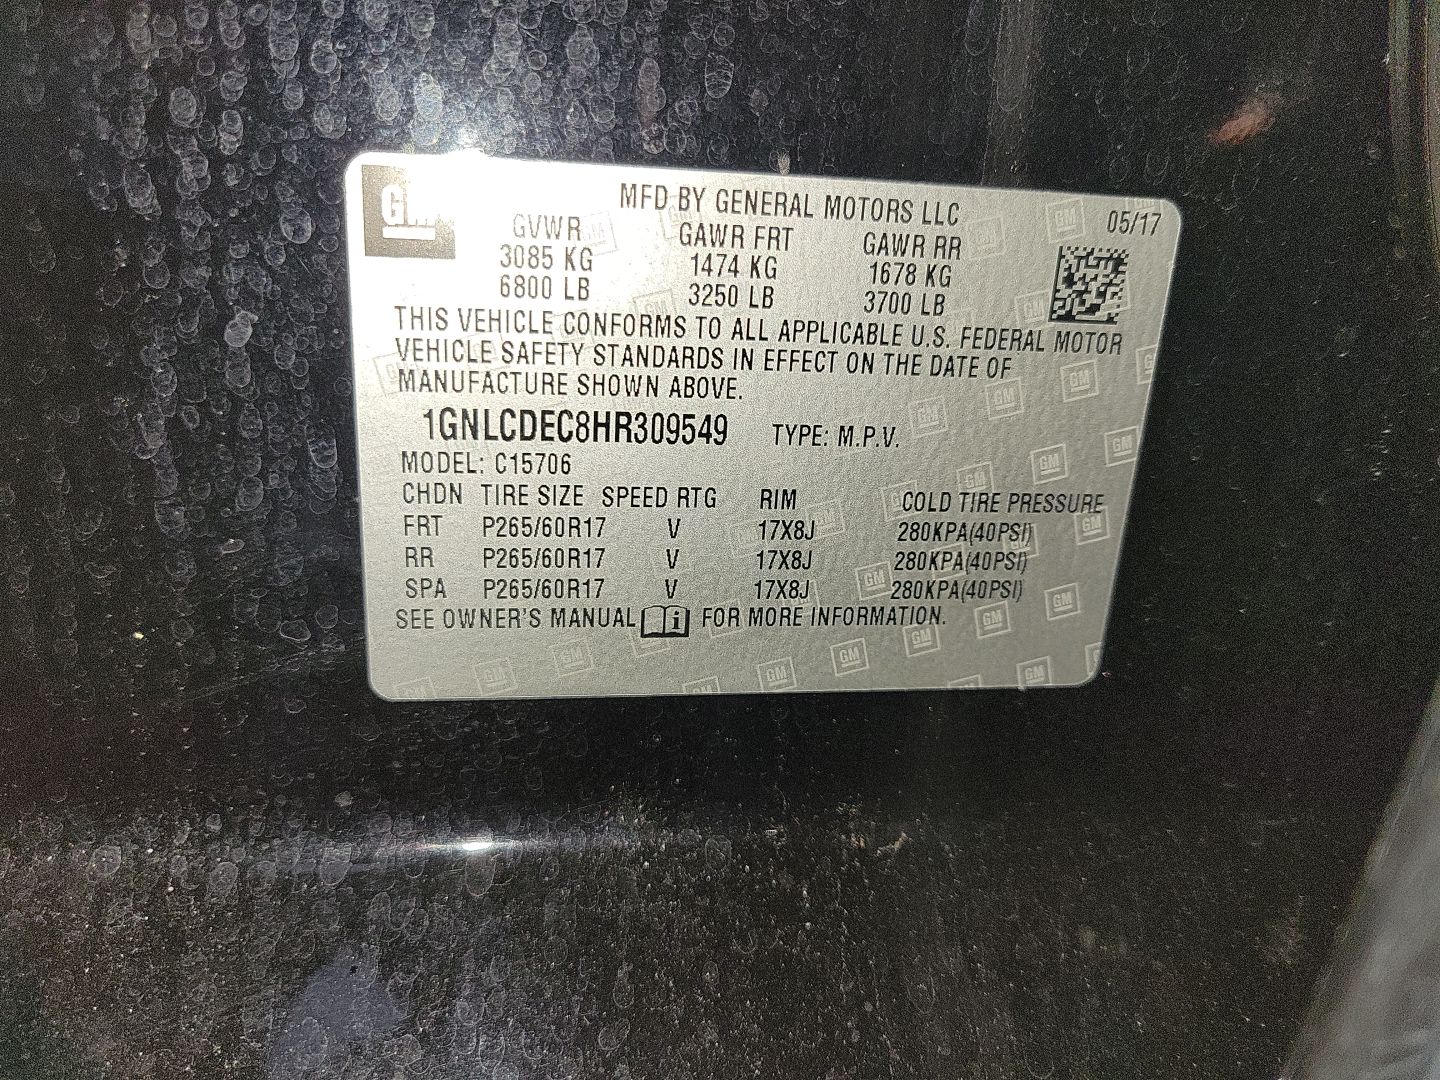 GM
MFD BY GENERAL MOTORS LLC 05/17
GVWR GAWR FRT GAWR RR
3085 KG 1474 KG 1678 KG
6800 LB 3250 LB 3700 LB
THIS VEHICLE CONFORMS TO ALL APPLICABLE U.S. FEDERAL MOTOR
VEHICLE SAFETY STANDARDS IN EFFECT ON THE DATE OF
MANUFACTURE SHOWN ABOVE.
1GNLCDEC8HR309549 TYPE: M.P.V.
MODEL: C15706
CHDN TIRE SIZE SPEED RTG RIM COLD TIRE PRESSURE
FRT P265/60R17 V 17X8J 280KPA(40PSI)
RR P265/60R17 V 17X8J 280KPA(40PSI)
SPA P265/60R17 V 17X8J 280KPA(40PSI)
SEE OWNER'S MANUAL i FOR MORE INFORMATION.